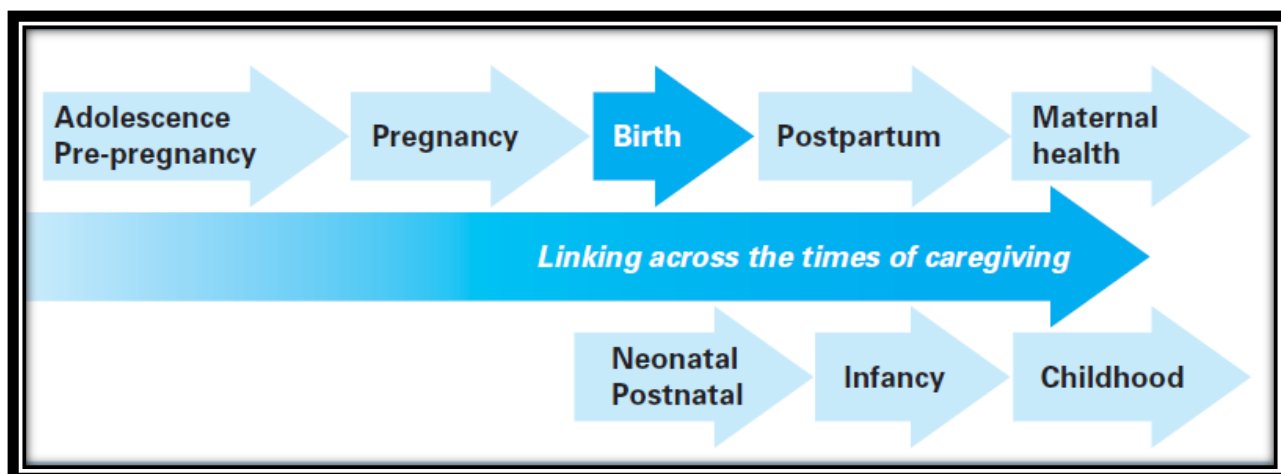 Adolescence
Pre-pregnancy
Pregnancy
Birth
Postpartum
Maternal
health
Linking across the times of caregiving
Neonatal
Postnatal
Infancy
Childhood